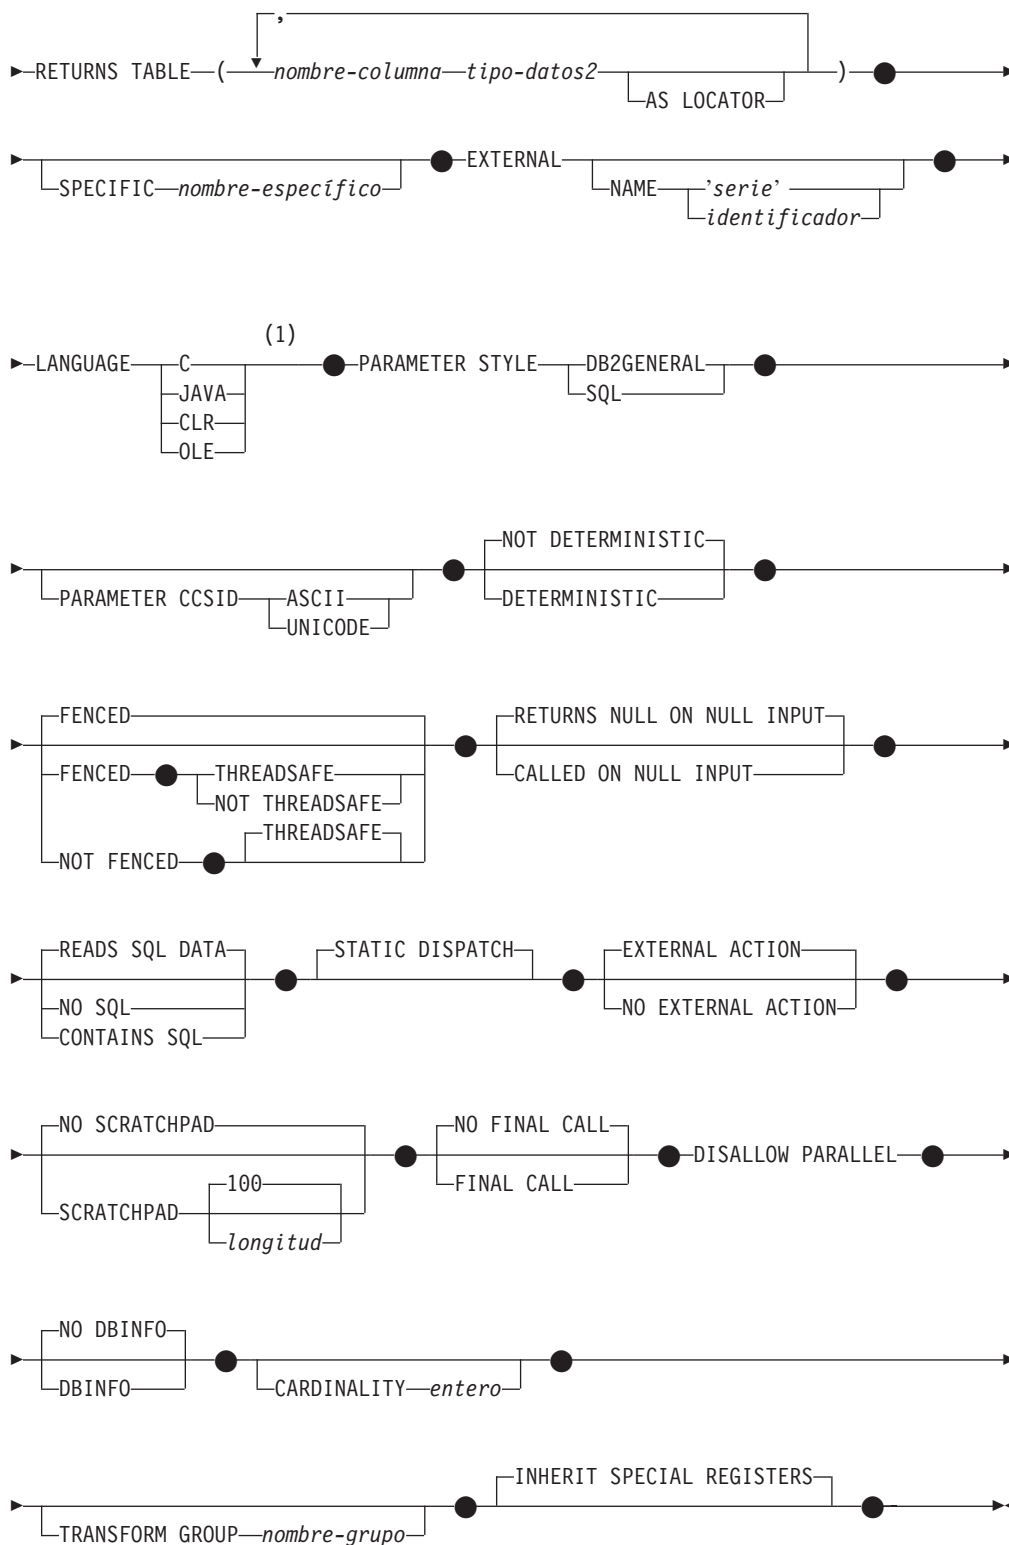 ,
RETURNS TABLE ( nombre-columna tipo-datos2 )
AS LOCATOR
EXTERNAL
SPECIFIC nombre-específico NAME ’serie’
identificador
(1)
LANGUAGE C PARAMETER STYLE DB2GENERAL
JAVA SQL
CLR
OLE
NOT DETERMINISTIC
PARAMETER CCSID ASCII DETERMINISTIC
UNICODE
FENCED RETURNS NULL ON NULL INPUT
FENCED THREADSAFE CALLED ON NULL INPUT
NOT THREADSAFE
THREADSAFE
NOT FENCED
READS SQL DATA STATIC DISPATCH EXTERNAL ACTION
NO SQL NO EXTERNAL ACTION
CONTAINS SQL
NO SCRATCHPAD NO FINAL CALL
DISALLOW PARALLEL
100 FINAL CALL
SCRATCHPAD
longitud
NO DBINFO
DBINFO CARDINALITY entero
INHERIT SPECIAL REGISTERS
TRANSFORM GROUP nombre-grupo